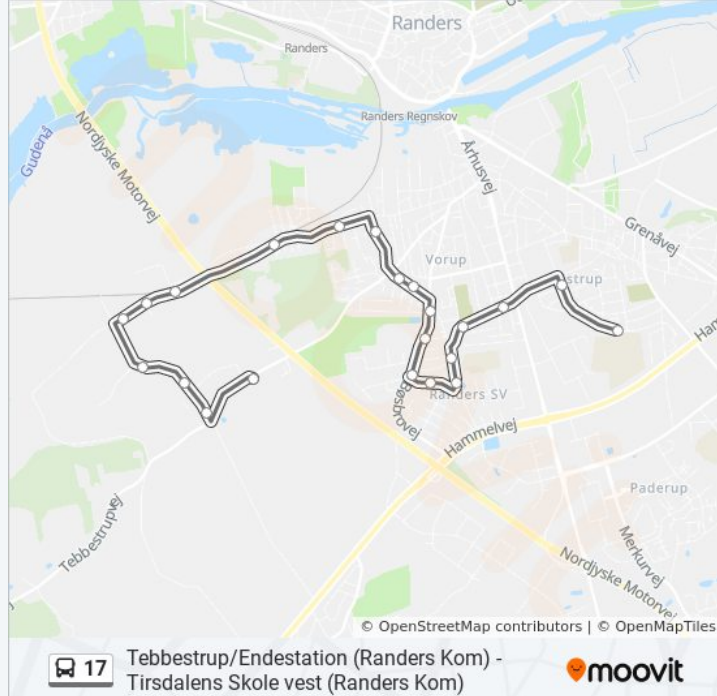 Randers
Randers
Gudenå
Nordjyske Motorvej
Randers Regnskov
Århusvej
Grenåvej
Vorup
strup
Ham
Randers SV
Bøsbrovej
Hammelvej
Paderup
Tebbestrupvej
Merkurvej
Nordjyske Motorvej
© OpenStreetMap contributors | © OpenMapTiles
17
Tebbestrup/Endestation (Randers Kom) -
Tirsdalens Skole vest (Randers Kom)
moovit